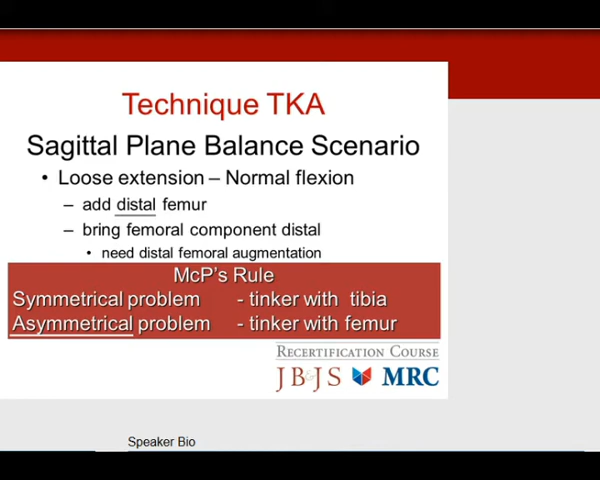 Technique TKA
Sagittal Plane Balance Scenario
• Loose extension – Normal flexion
– add distal femur
– bring femoral component distal
• need distal femoral augmentation
McP's Rule
Symmetrical problem - tinker with tibia
Asymmetrical problem - tinker with femur
RECERTIFICATION COURSE
JB&JS MRC
Speaker Bio